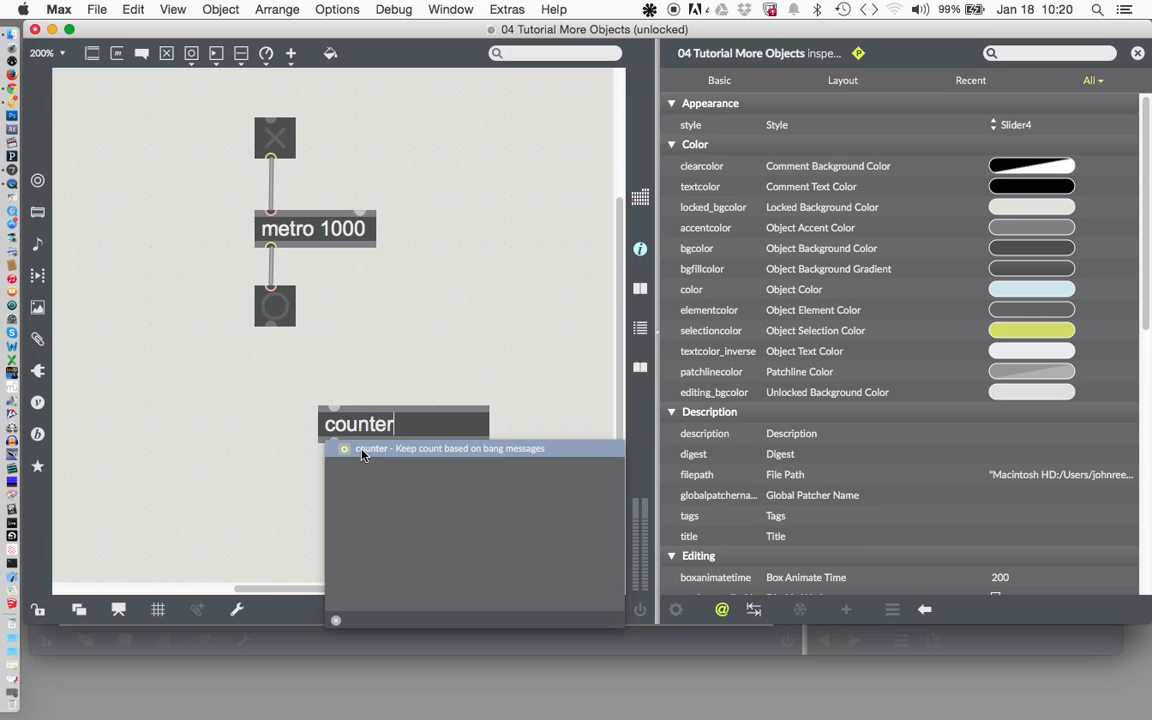 Max File Edit View Object Arrange Options Debug Window Extras Help 4 99% Jan 18 10:20
04 Tutorial More Objects (unlocked)
200%
04 Tutorial More Objects inspe...
Basic Layout Recent All
Appearance
style Style Slider4
Color
clearcolor Comment Background Color
textcolor Comment Text Color
locked_bgcolor Locked Background Color
accentcolor Object Accent Color
bgcolor Object Background Color
bgfillcolor Object Background Gradient
color Object Color
elementcolor Object Element Color
selectioncolor Object Selection Color
textcolor_inverse Object Text Color
patchlinecolor Patchline Color
editing_bgcolor Unlocked Background Color
Description
description Description
digest Digest
filepath File Path "Macintosh HD:/Users/johnree...
globalpatcherna... Global Patcher Name
tags Tags
title Title
Editing
boxanimatetime Box Animate Time 200
metro 1000
counter
counter - Keep count based on bang messages